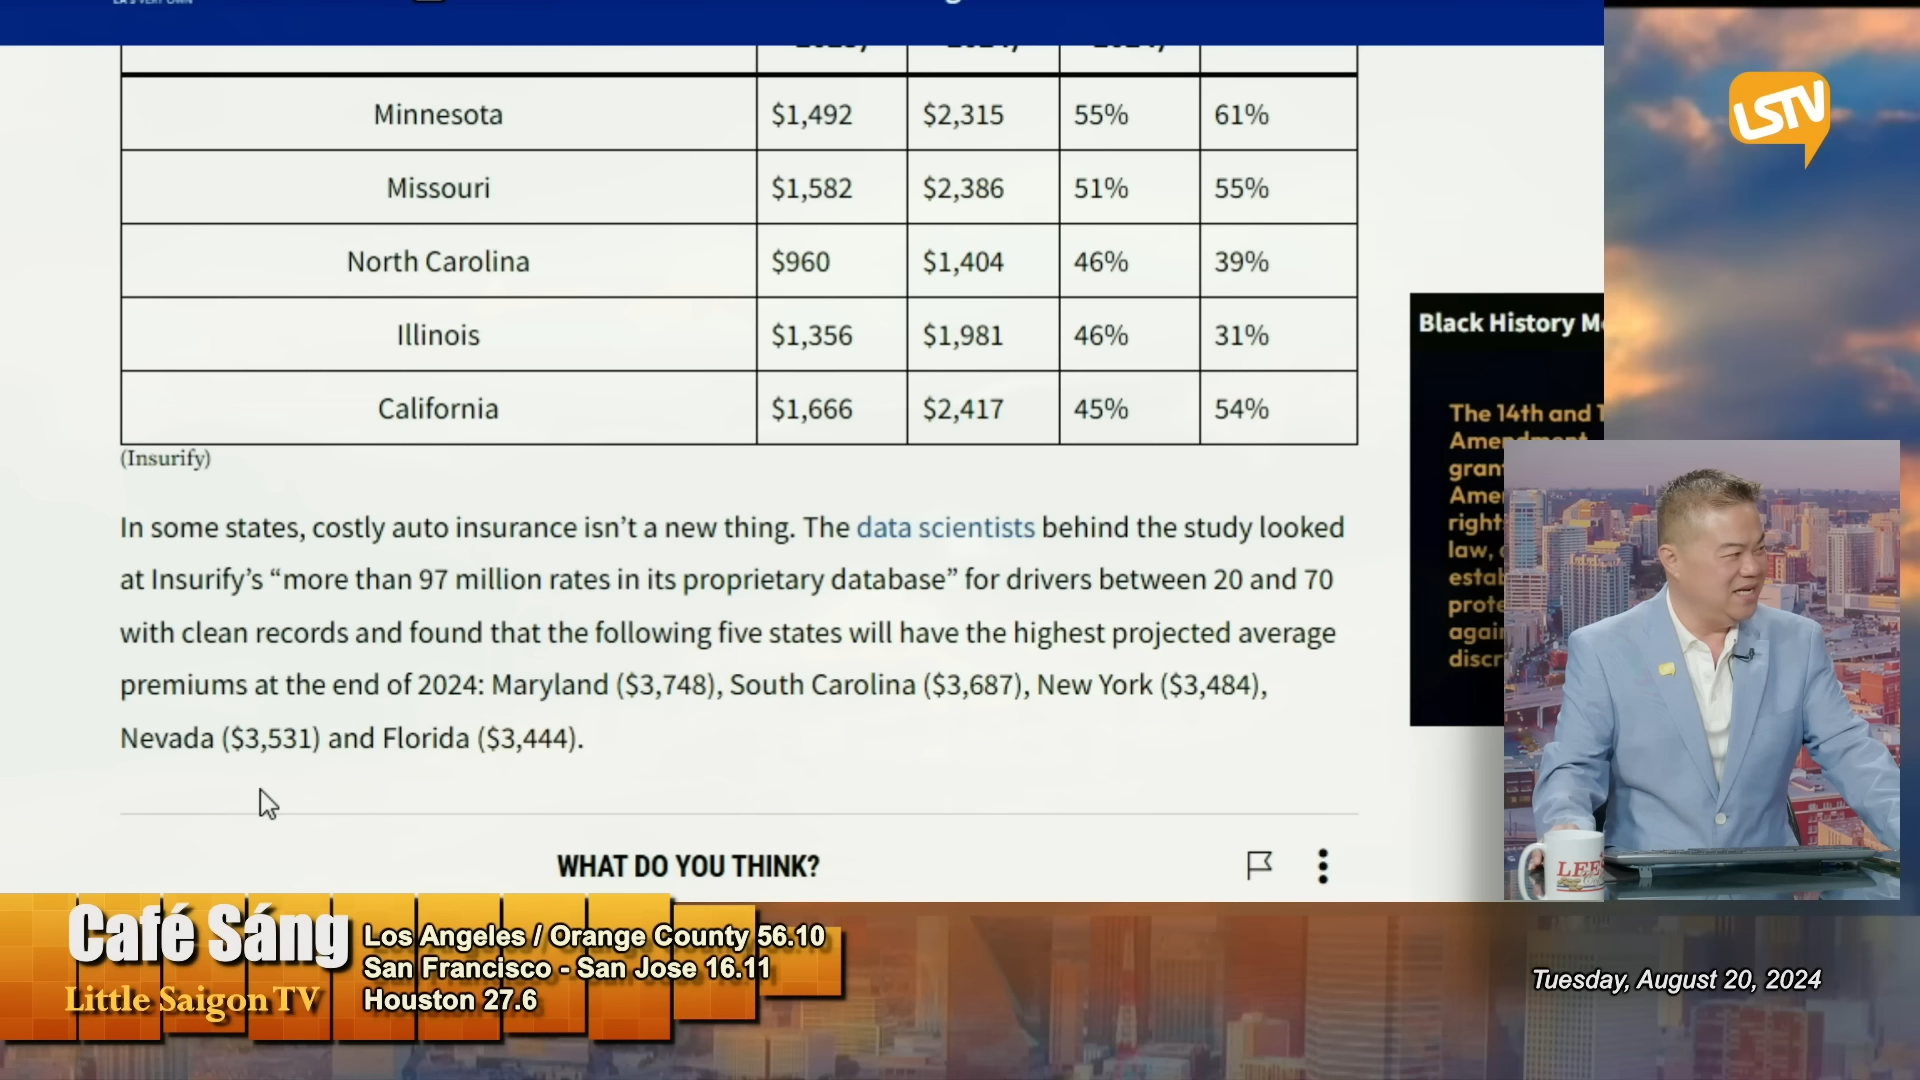 LSTV
Minnesota $1,492 $2,315 55% 61%
Missouri $1,582 $2,386 51% 55%
North Carolina $960 $1,404 46% 39%
Illinois $1,356 $1,981 46% 31%
California $1,666 $2,417 45% 54%
(Insurify)
In some states, costly auto insurance isn’t a new thing. The data scientists behind the study looked
at Insurify’s “more than 97 million rates in its proprietary database” for drivers between 20 and 70
with clean records and found that the following five states will have the highest projected average
premiums at the end of 2024: Maryland ($3,748), South Carolina ($3,687), New York ($3,484),
Nevada ($3,531) and Florida ($3,444).
WHAT DO YOU THINK?
Black History
The 14th and
law,
LEE'S
Café Sáng
Little Saigon TV
Los Angeles / Orange County 56.10
San Francisco - San Jose 16.11
Houston 27.6
Tuesday, August 20, 2024